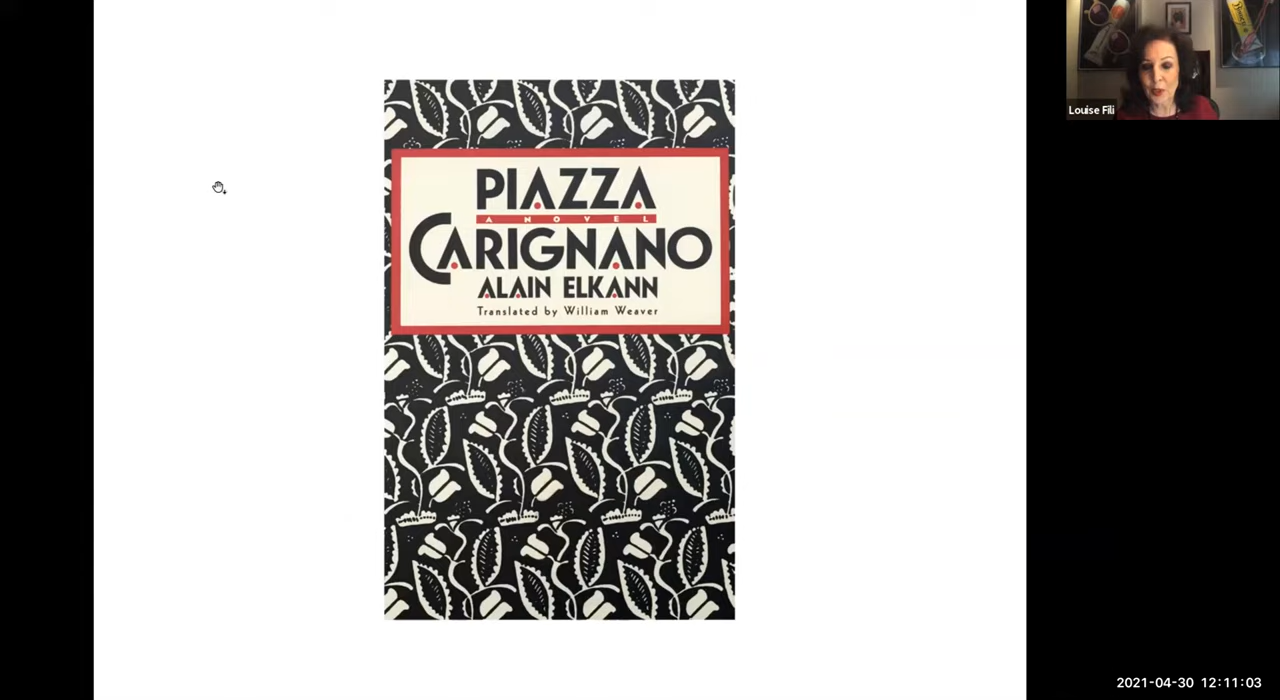 PIAZZA
A NOVEL
CARIGNANO
ALAIN ELKANN
Translated by William Weaver
Louise Fili
2021-04-30 12:11:03